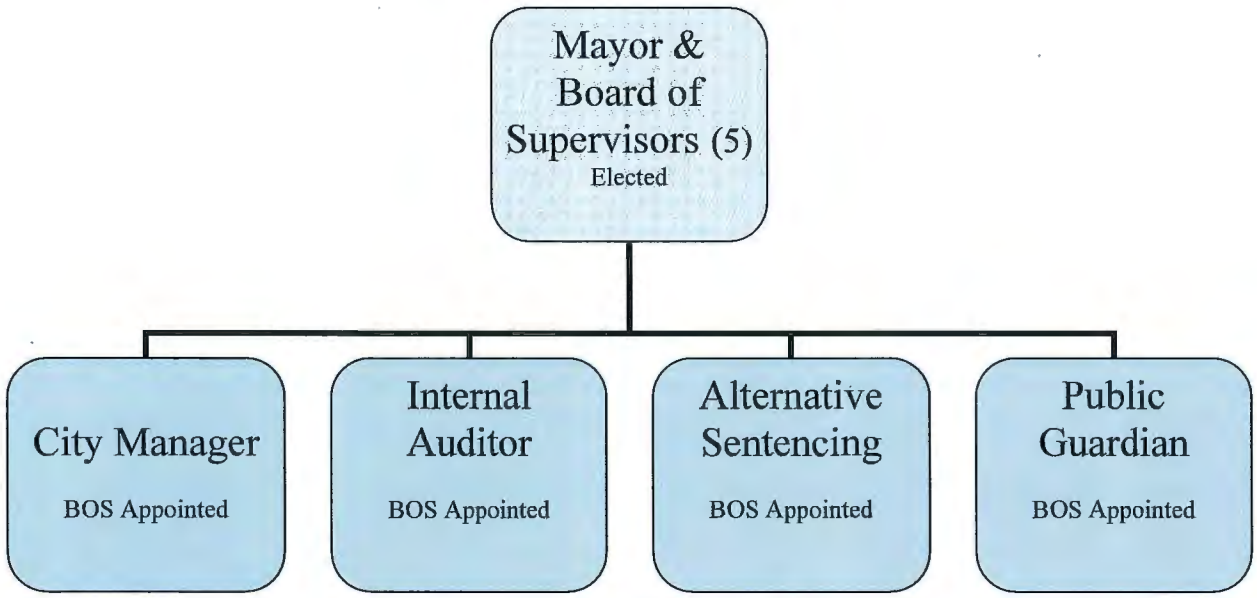 Mayor &
Board of
Supervisors (5)
Elected
City Manager
BOS Appointed
Internal
Auditor
BOS Appointed
Alternative
Sentencing
BOS Appointed
Public
Guardian
BOS Appointed